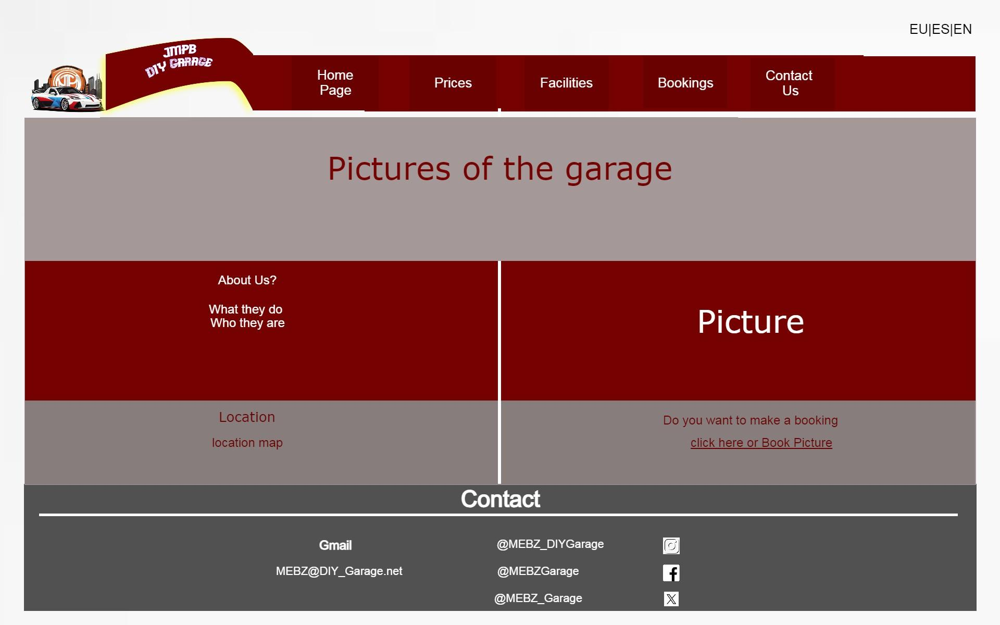 EU|ES|EN
JMPB
DIY GARAGE
Home
Page
Prices
Facilities
Bookings
Contact
Us
Pictures of the garage
About Us?
What they do
Who they are
Picture
Location
location map
Do you want to make a booking
click here or Book Picture
Contact
Gmail
MEBZ@DIY_Garage.net
@MEBZ_DIYGarage
@MEBZGarage
@MEBZ_Garage